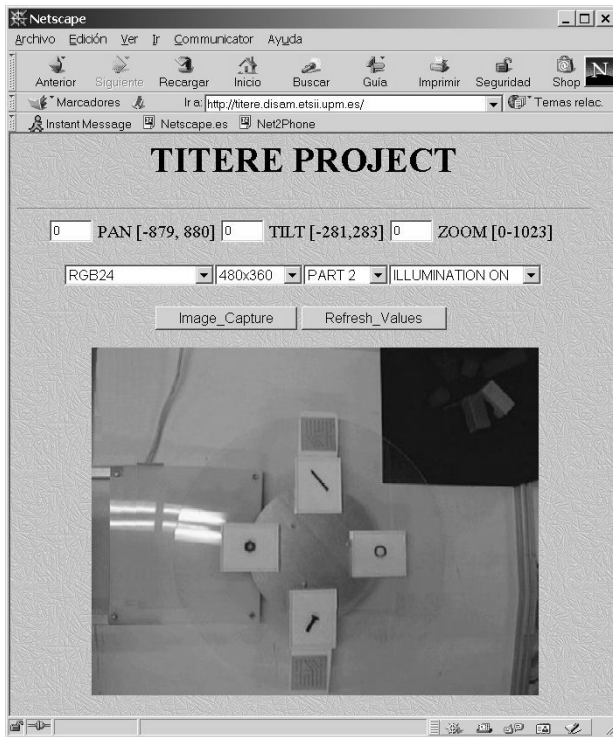 Netscape
Archivo Edición Ver Ir Communicator Ayuda
Anterior Siguiente Recargar Inicio Buscar Guía Imprimir Seguridad Shop N
Marcadores Ir a: http://titere.disam.etsii.upm.es/ Temas relac.
Instant Message Netscape.es Net2Phone
TITERE PROJECT
0 PAN [-879, 880] 0 TILT [-281,283] 0 ZOOM [0-1023]
RGB24 480x360 PART 2 ILLUMINATION ON
Image_Capture Refresh_Values